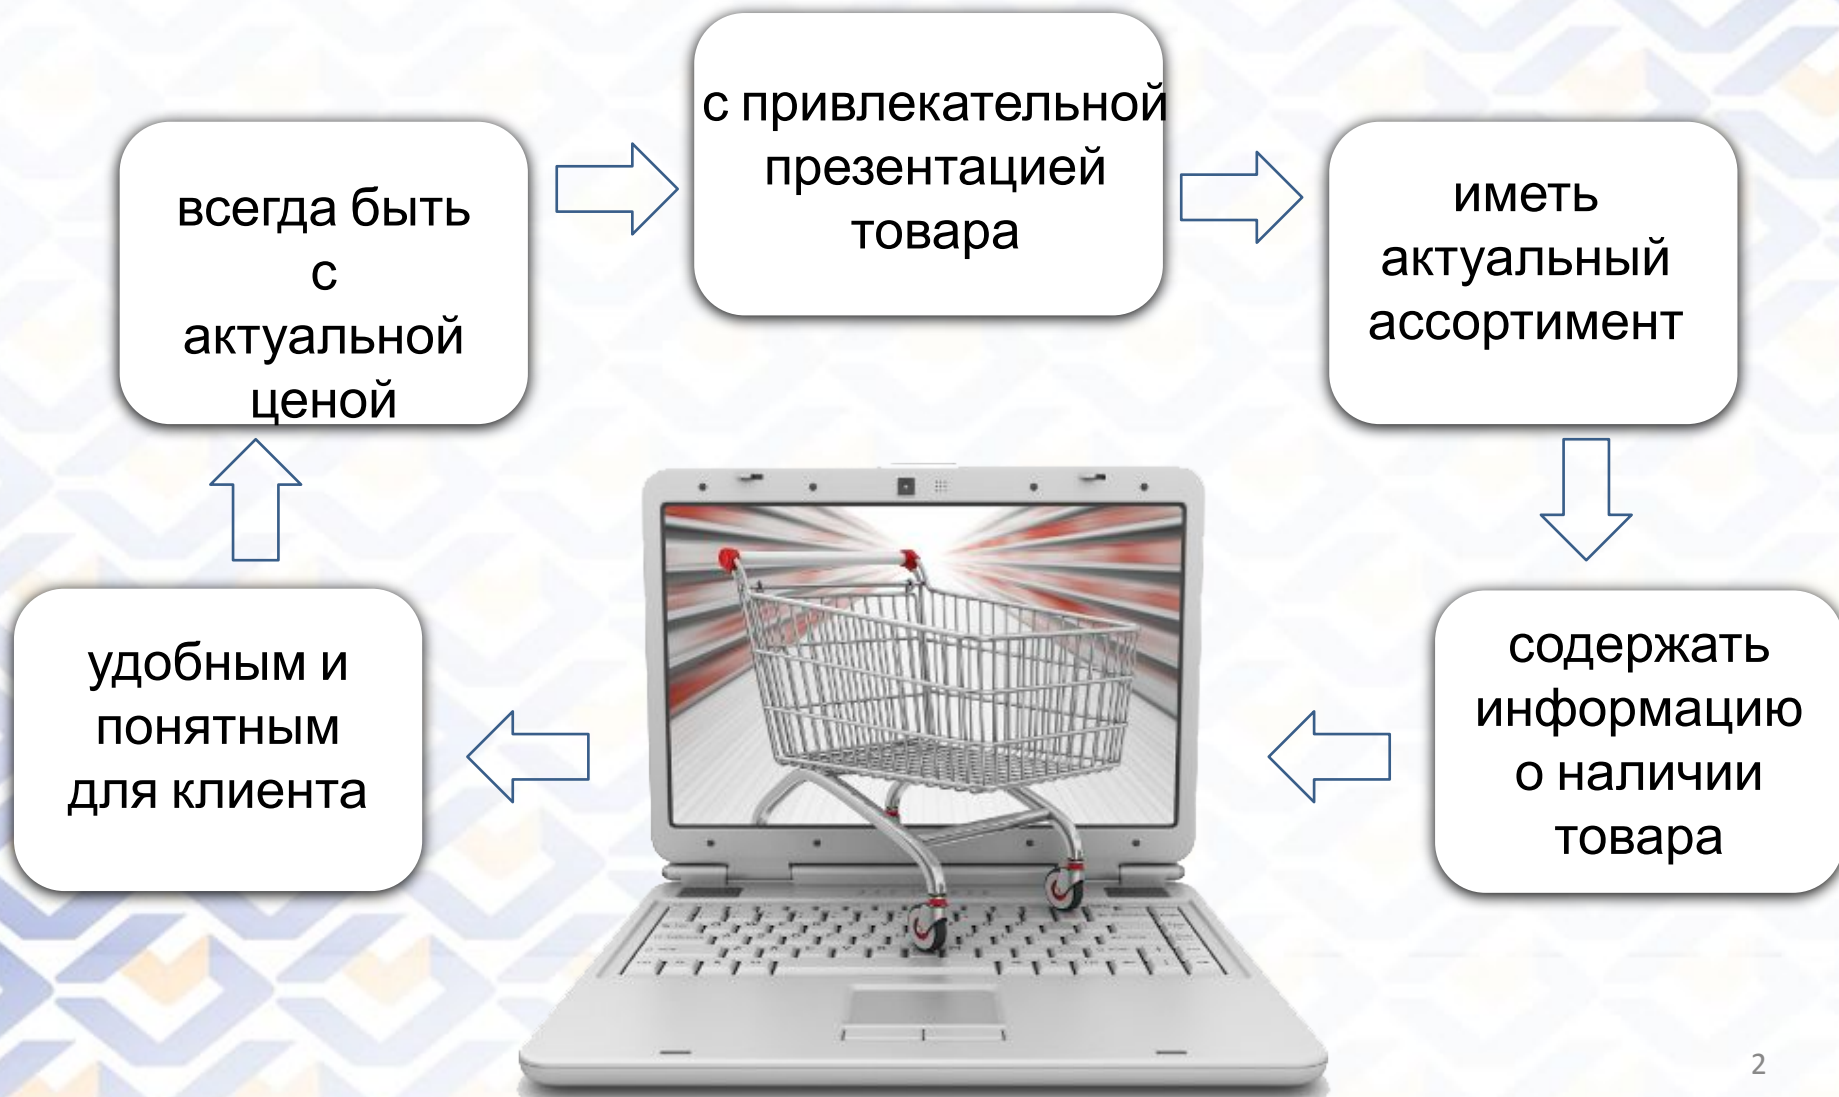 с привлекательной
презентацией
товара
всегда быть
с
актуальной
ценой
иметь
актуальный
ассортимент
удобным и
понятным
для клиента
содержать
информацию
о наличии
товара
2